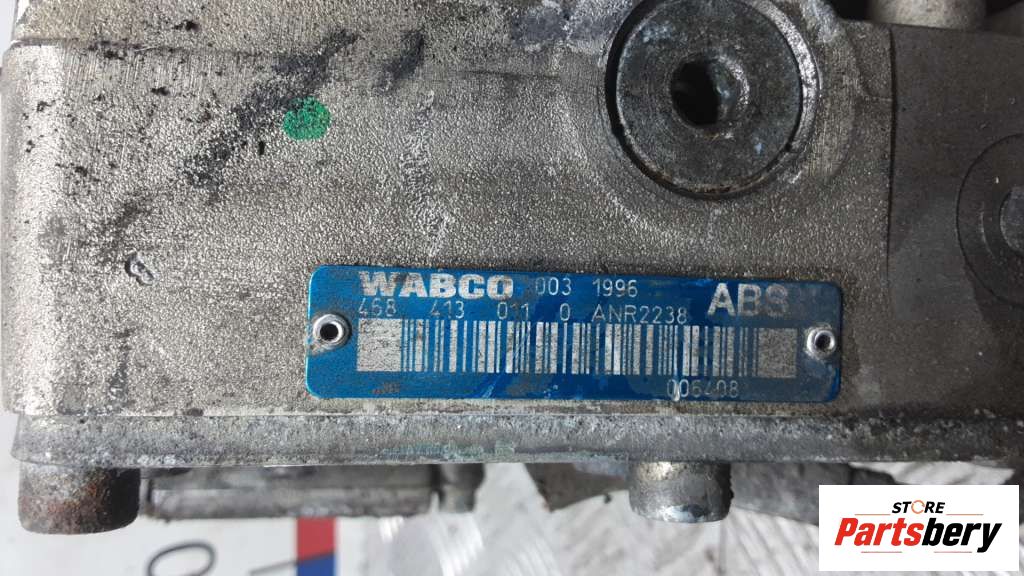 WABCO 003 1996 ABS
468 413 011 0 ANR2238
006408
STORE
Partsbery